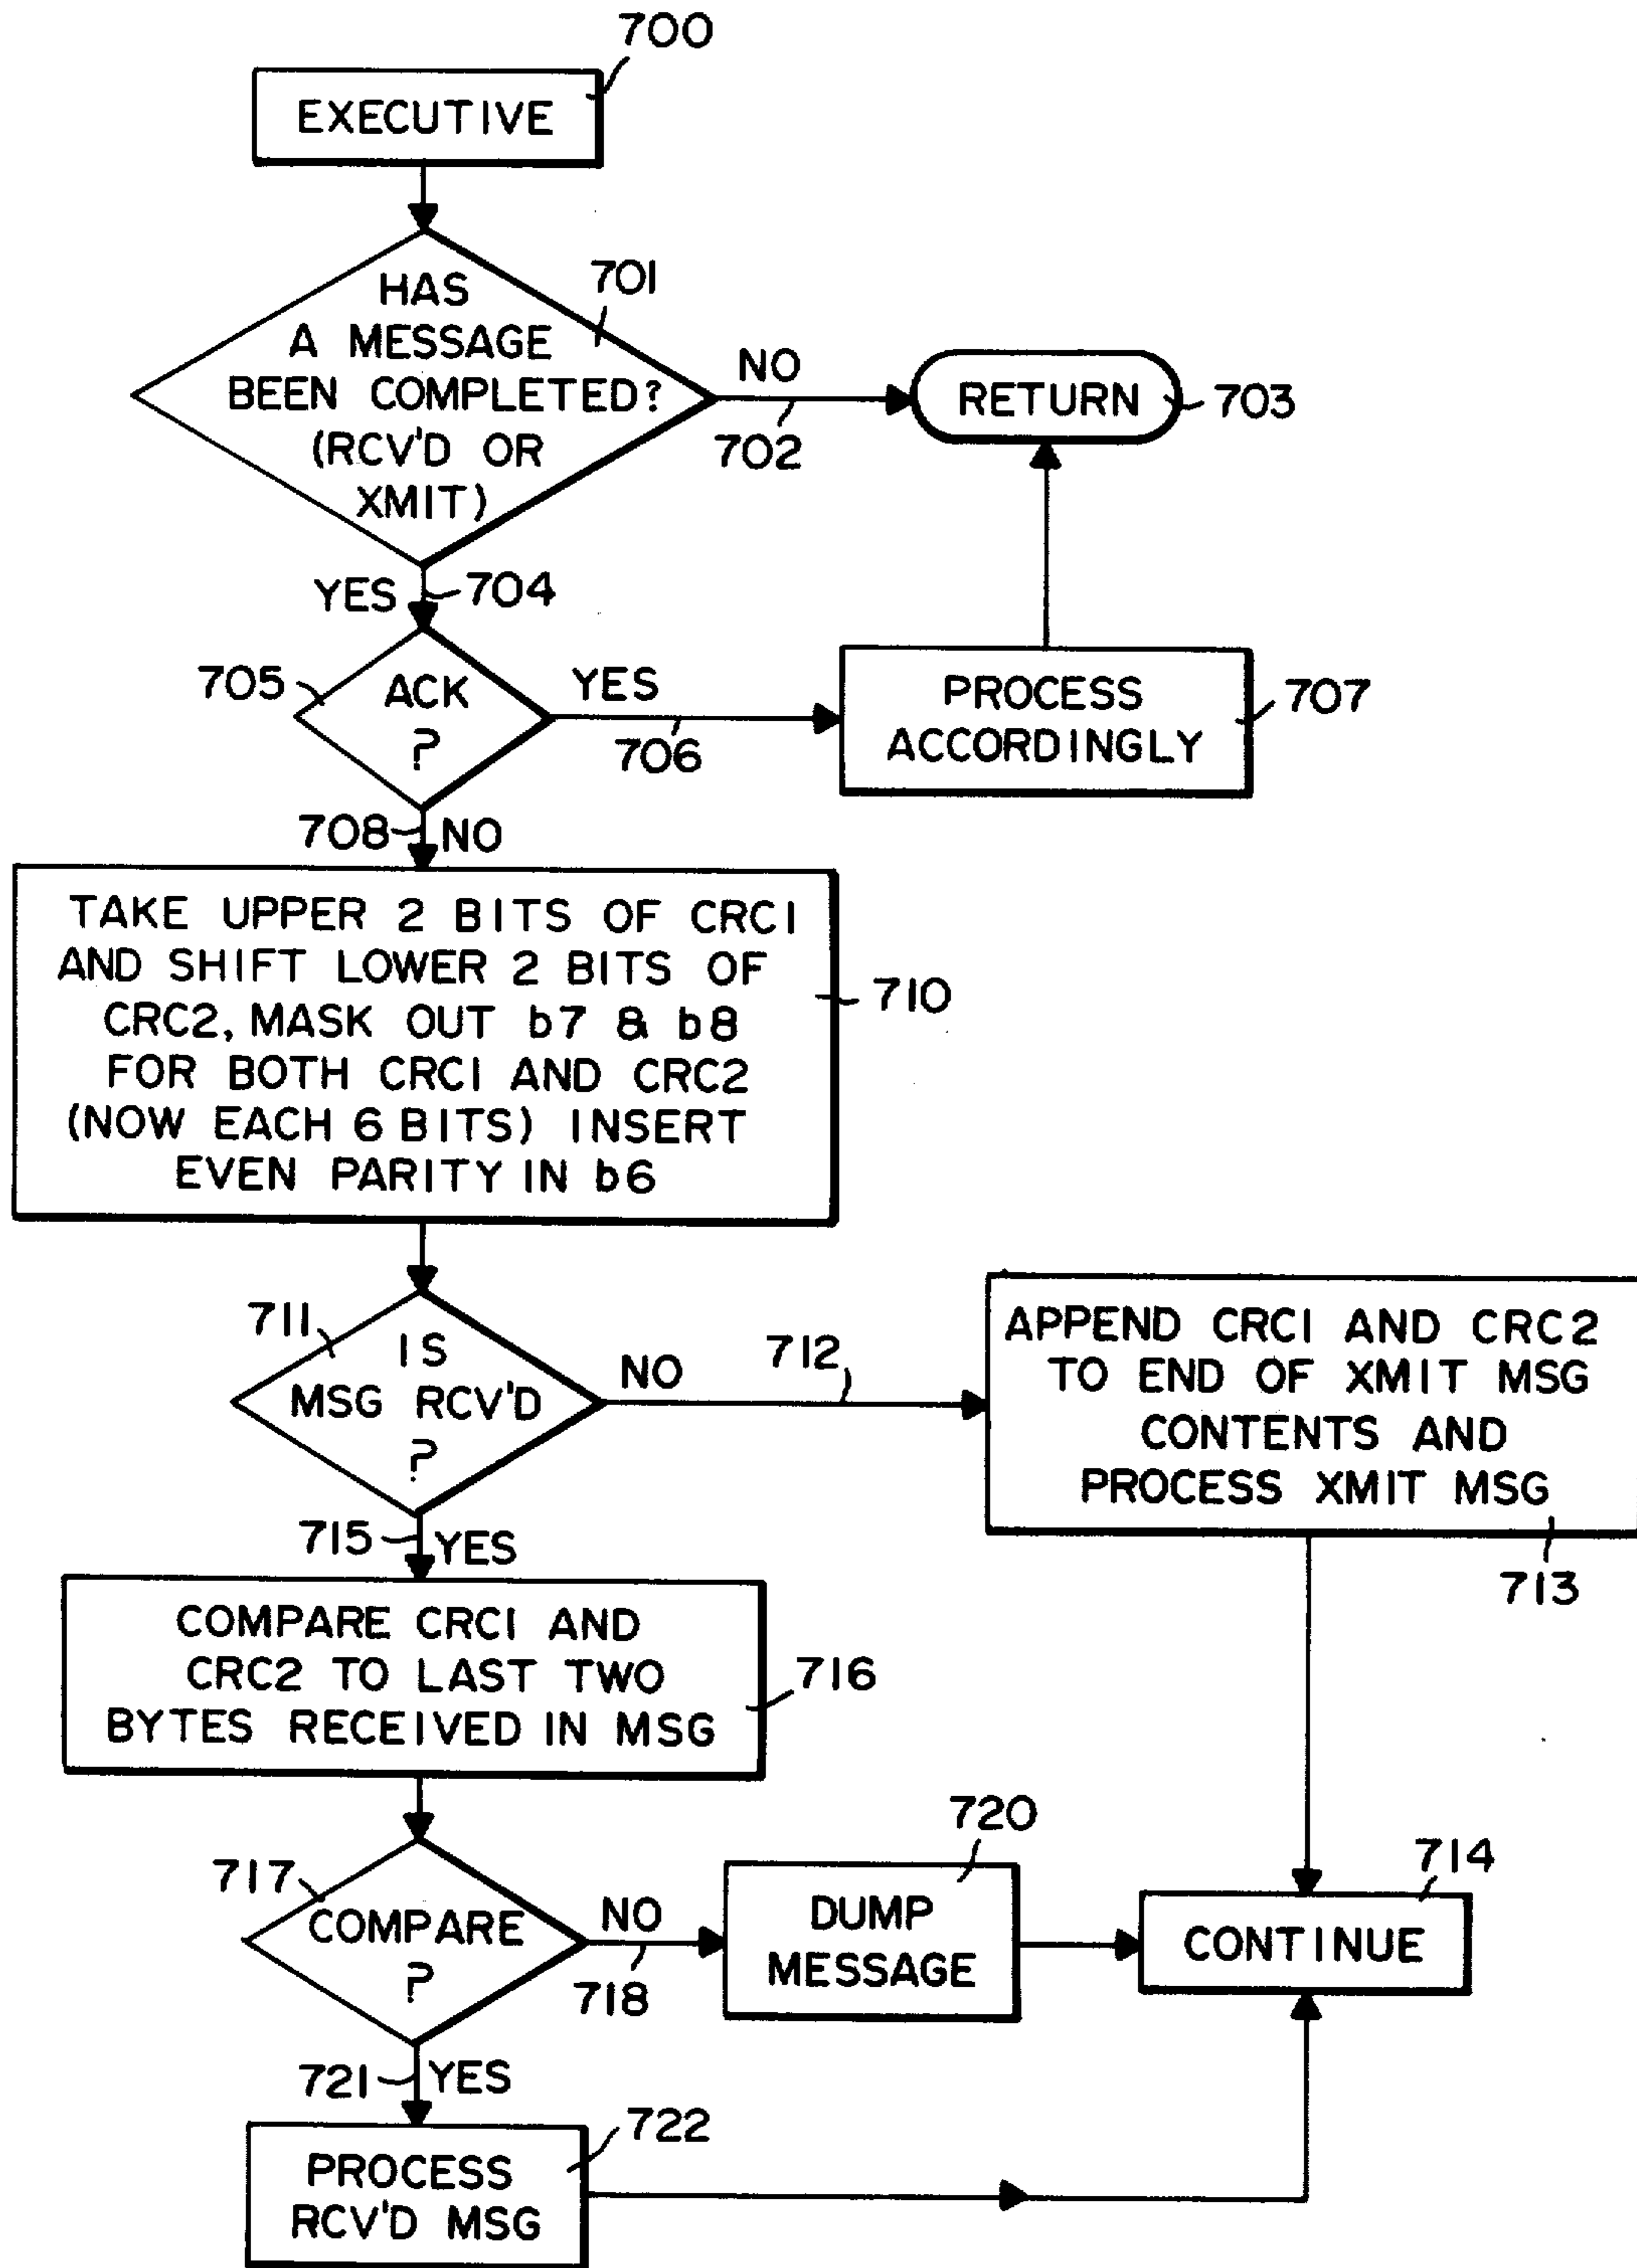 700
EXECUTIVE
HAS
A MESSAGE
BEEN COMPLETED?
(RCV'D OR
XMIT)
701
NO
702
RETURN
703
YES
704
705
ACK
?
YES
706
PROCESS
ACCORDINGLY
707
708
NO
TAKE UPPER 2 BITS OF CRC1
AND SHIFT LOWER 2 BITS OF
CRC2, MASK OUT b7 & b8
FOR BOTH CRC1 AND CRC2
(NOW EACH 6 BITS) INSERT
EVEN PARITY IN b6
710
711
IS
MSG RCV'D
?
NO
712
APPEND CRC1 AND CRC2
TO END OF XMIT MSG
CONTENTS AND
PROCESS XMIT MSG
713
715
YES
COMPARE CRC1 AND
CRC2 TO LAST TWO
BYTES RECEIVED IN MSG
716
717
COMPARE
?
NO
718
720
DUMP
MESSAGE
714
CONTINUE
721
YES
722
PROCESS
RCV'D MSG